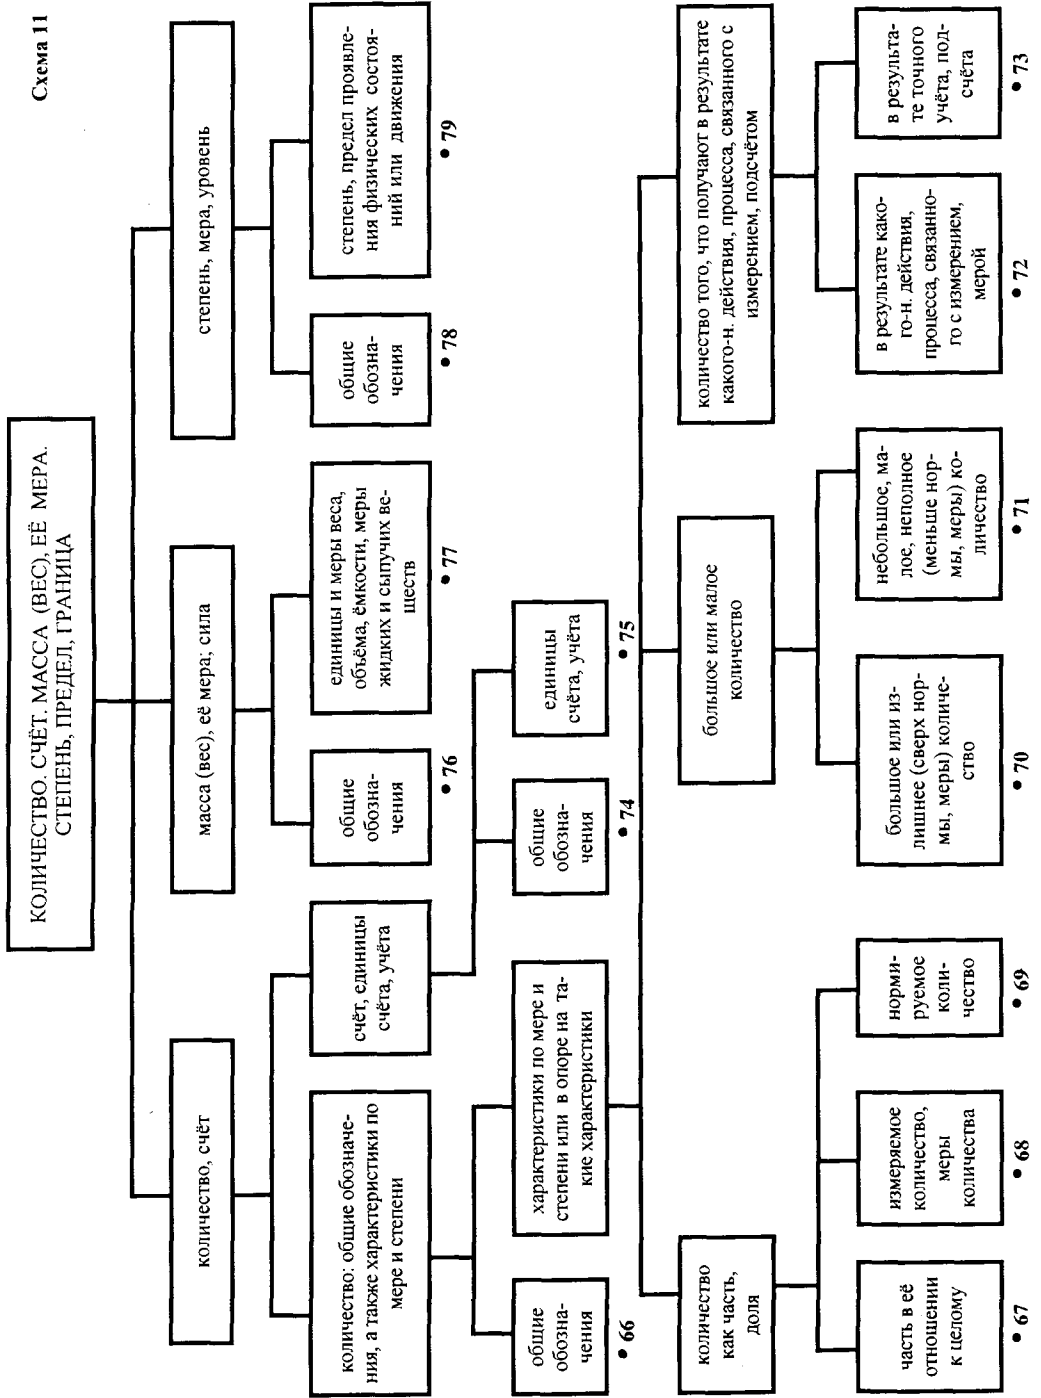 Схема 11
КОЛИЧЕСТВО. СЧЁТ. МАССА (ВЕС), ЕЁ МЕРА.
СТЕПЕНЬ, ПРЕДЕЛ, ГРАНИЦА
количество, счёт
масса (вес), её мера; сила
степень, мера, уровень
количество: общие обозначе-
ния, а также характеристики по
мере и степени
счёт, единицы
счёта, учёта
общие
обозна-
чения
• 76
единицы и меры веса,
объёма, ёмкости, меры
жидких и сыпучих ве-
ществ
• 77
общие
обозна-
чения
• 78
степень, предел проявле-
ния физических состоя-
ний или движения
• 79
общие
обозна-
чения
• 66
характеристики по мере и
степени или в опоре на та-
кие характеристики
общие
обозна-
чения
• 74
единицы
счёта, учёта
• 75
количество
как часть,
доля
большое или малое
количество
количество того, что получают в результате
какого-н. действия, процесса, связанного с
измерением, подсчётом
часть в её
отношении
к целому
• 67
измеряемое
количество,
меры
количества
• 68
норми-
руемое
коли-
чество
• 69
большое или из-
лишнее (сверх нор-
мы, меры) количе-
ство
• 70
небольшое, ма-
лое, неполное
(меньше нор-
мы, меры) ко-
личество
• 71
в результате како-
го-н. действия,
процесса, связанно-
го с измерением,
мерой
• 72
в результа-
те точного
учёта, под-
счёта
• 73